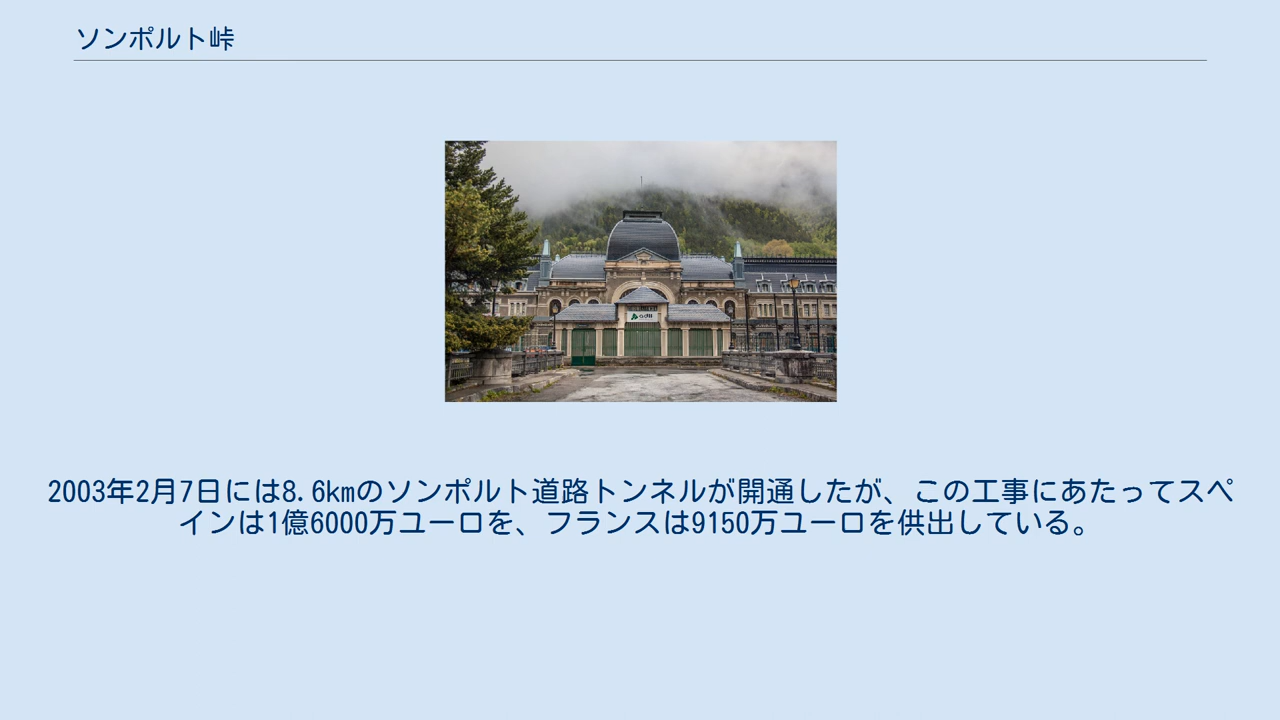 ソンポルト峠
2003年2月7日には8.6kmのソンポルト道路トンネルが開通したが、この工事にあたってスペ
インは1億6000万ユーロを、フランスは9150万ユーロを供出している。